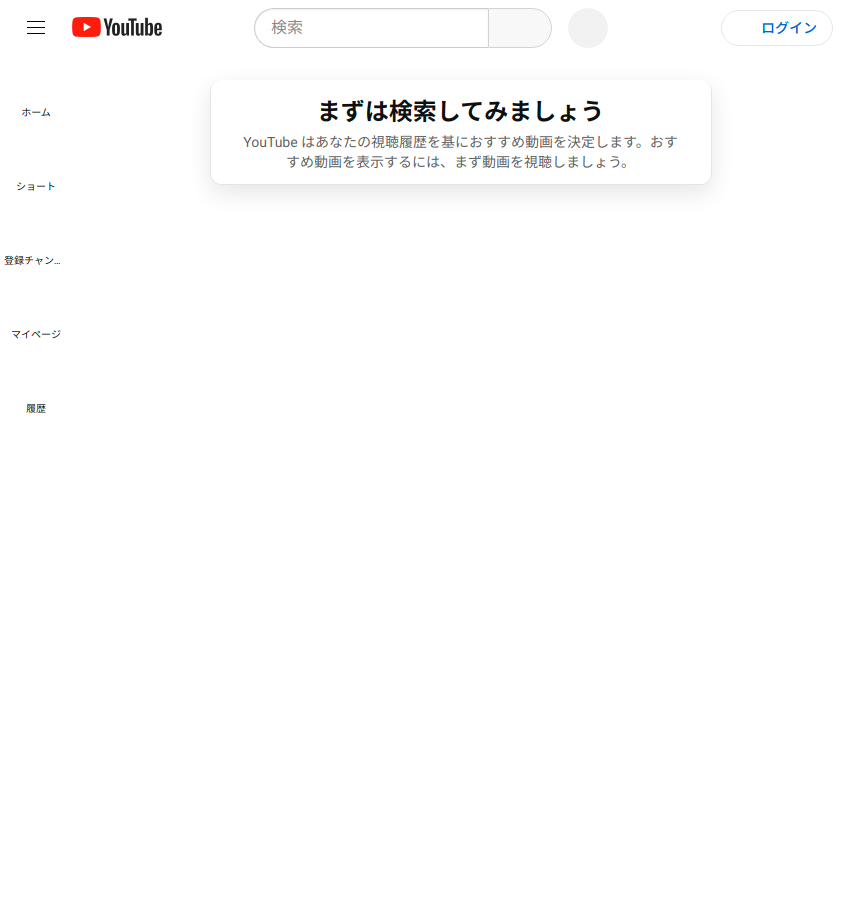 YouTube
検索
ログイン
ホーム
ショート
登録チャン...
マイページ
履歴
まずは検索してみましょう
YouTube はあなたの視聴履歴を基におすすめ動画を決定します。おす
すめ動画を表示するには、まず動画を視聴しましょう。